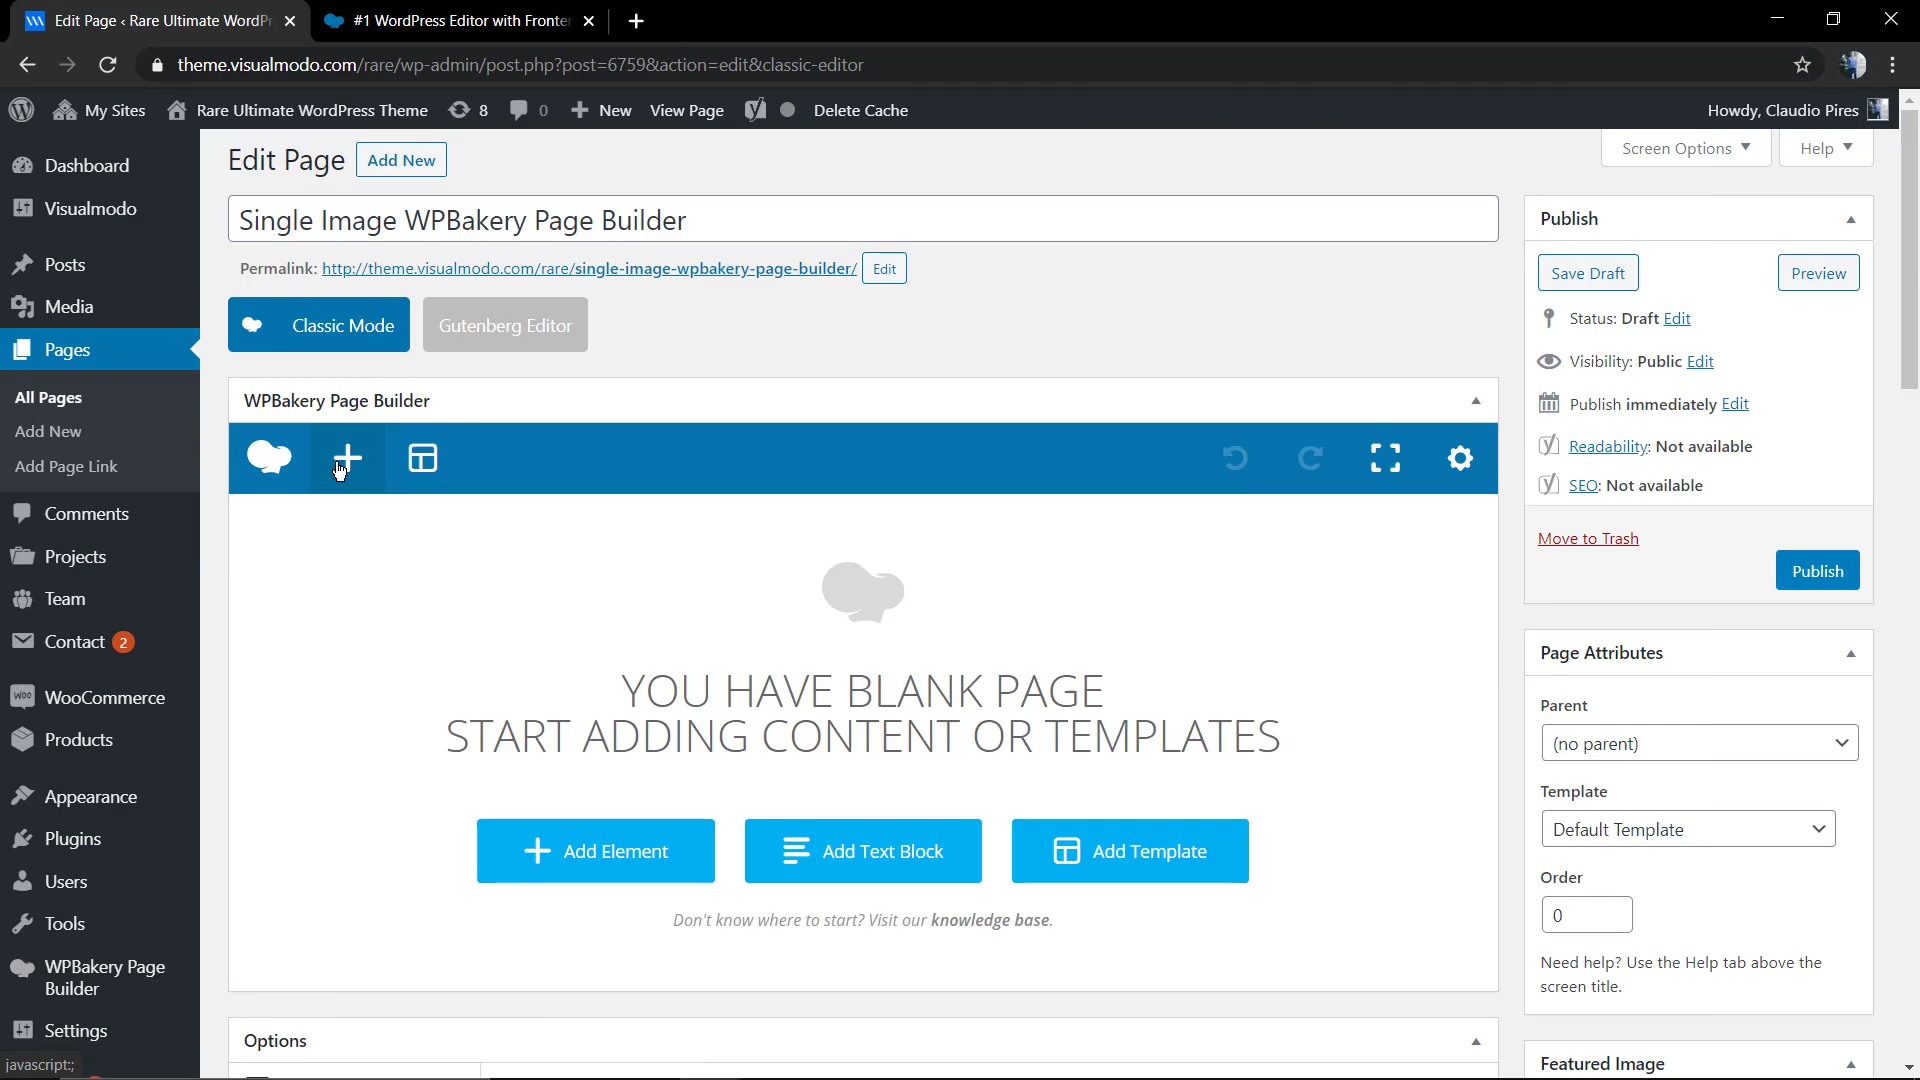 Edit Page ‹ Rare Ultimate WordPr
#1 WordPress Editor with Fronte
theme.visualmodo.com/rare/wp-admin/post.php?post=6759&action=edit&classic-editor
My Sites
Rare Ultimate WordPress Theme
8
0
New
View Page
Delete Cache
Howdy, Claudio Pires
Dashboard
Visualmodo
Posts
Media
Pages
All Pages
Add New
Add Page Link
Comments
Projects
Team
Contact 2
WooCommerce
Products
Appearance
Plugins
Users
Tools
WPBakery Page
Builder
Settings
javascript:;
Edit Page
Add New
Screen Options
Help
Single Image WPBakery Page Builder
Permalink: http://theme.visualmodo.com/rare/single-image-wpbakery-page-builder/ Edit
Classic Mode
Gutenberg Editor
WPBakery Page Builder
YOU HAVE BLANK PAGE
START ADDING CONTENT OR TEMPLATES
Add Element
Add Text Block
Add Template
Don't know where to start? Visit our knowledge base.
Options
Publish
Save Draft
Preview
Status: Draft Edit
Visibility: Public Edit
Publish immediately Edit
Readability: Not available
SEO: Not available
Move to Trash
Publish
Page Attributes
Parent
(no parent)
Template
Default Template
Order
0
Need help? Use the Help tab above the
screen title.
Featured Image